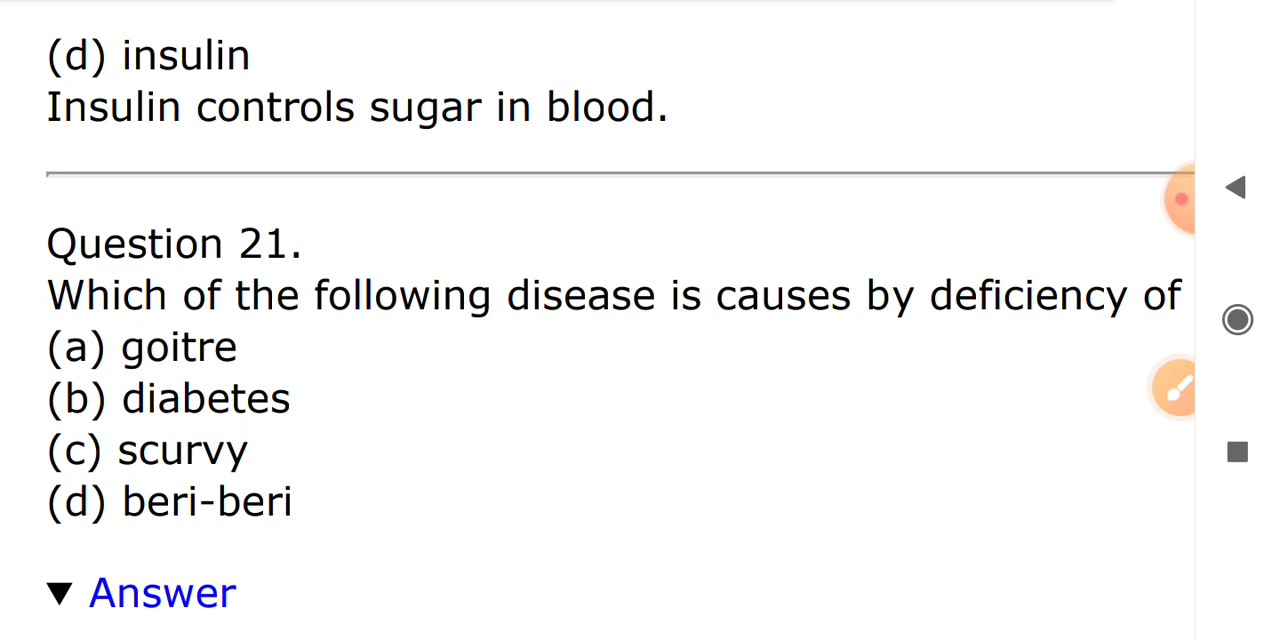 (d) insulin
Insulin controls sugar in blood.
Question 21.
Which of the following disease is causes by deficiency of
(a) goitre
(b) diabetes
(c) scurvy
(d) beri-beri
▼ Answer